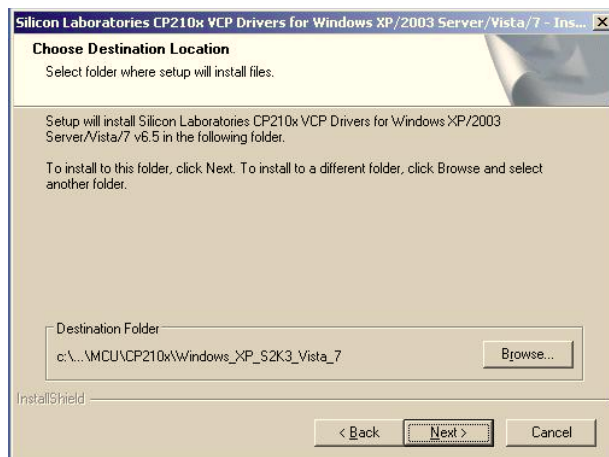 Silicon Laboratories CP210x VCP Drivers for Windows XP/2003 Server/Vista/7 - Ins...
Choose Destination Location
Select folder where setup will install files.
Setup will install Silicon Laboratories CP210x VCP Drivers for Windows XP/2003
Server/Vista/7 v6.5 in the following folder.
To install to this folder, click Next. To install to a different folder, click Browse and select
another folder.
Destination Folder
c:\...\MCU\CP210x\Windows_XP_S2K3_Vista_7
Browse...
InstallShield
< Back
Next >
Cancel